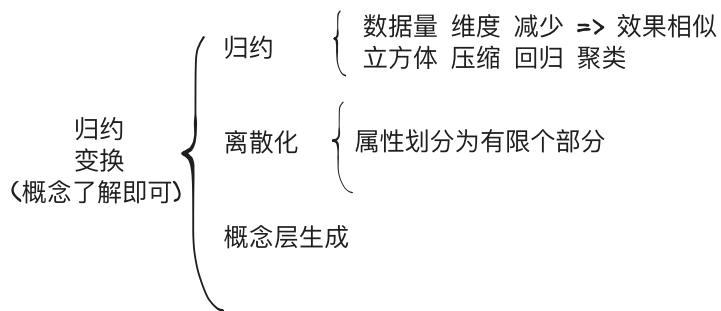 归约
变换
（概念了解即可）
归约
数据量 维度 减少 => 效果相似
立方体 压缩 回归 聚类
离散化
属性划分为有限个部分
概念层生成